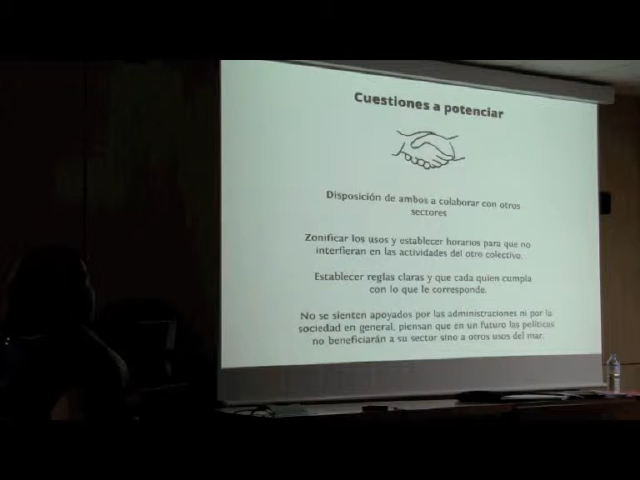 Cuestiones a potenciar
Disposición de ambos a colaborar con otros
sectores
Zonificar los usos y establecer horarios para que no
interfieran en las actividades del otro colectivo.
Establecer reglas claras y que cada quien cumpla
con lo que le corresponde.
No se sienten apoyados por las administraciones ni por la
sociedad en general, piensan que en un futuro las políticas
no beneficiarán a su sector sino a otros usos del mar.